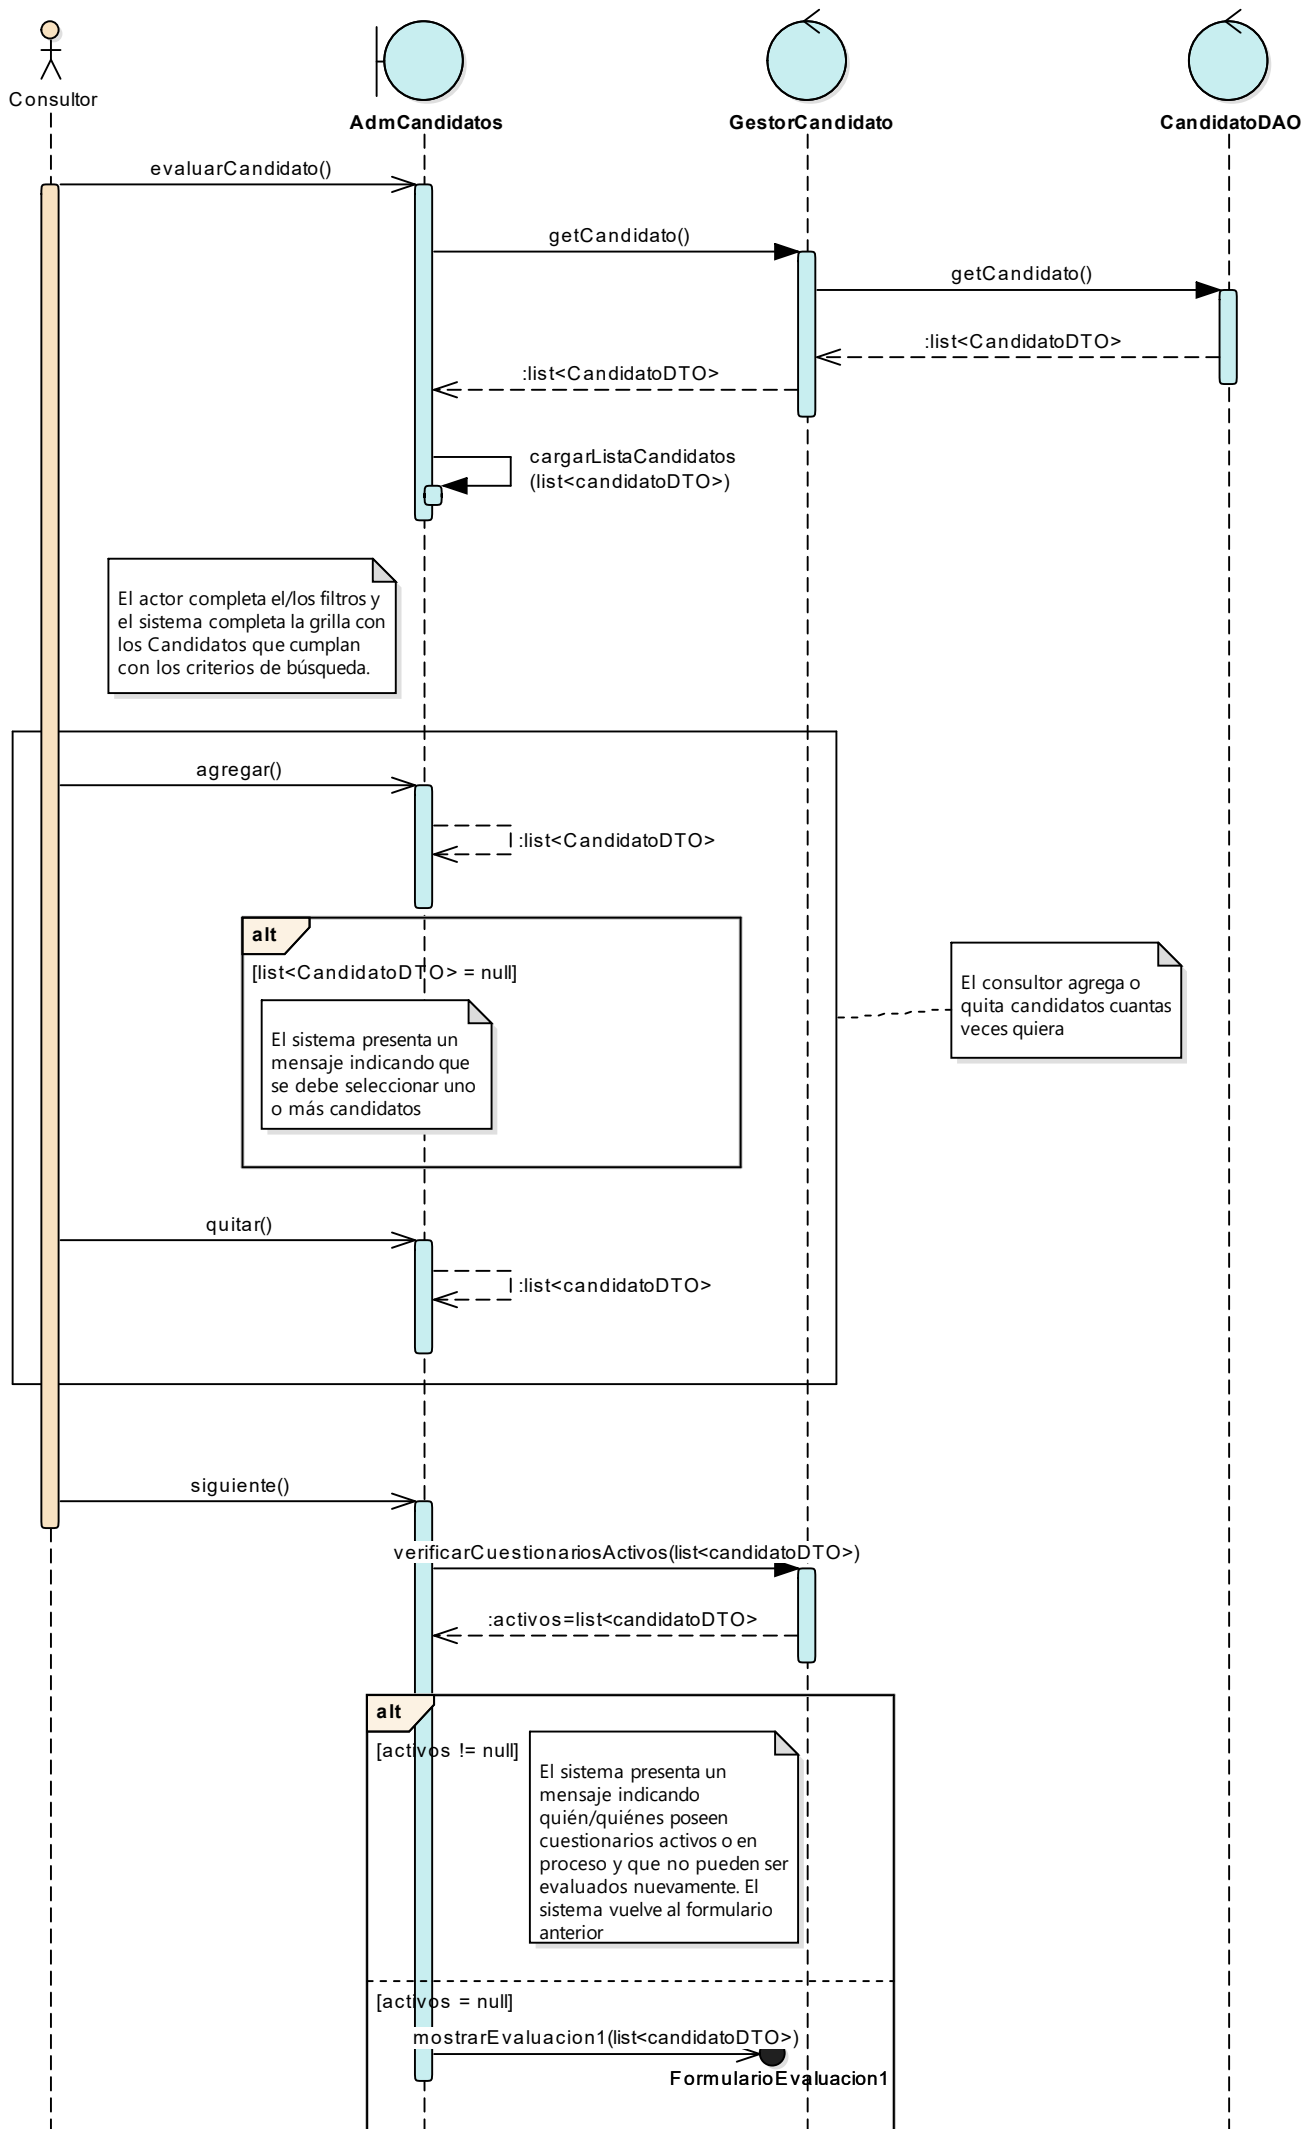 Consultor
AdmCandidatos
GestorCandidato
CandidatoDAO
evaluarCandidato()
getCandidato()
getCandidato()
:list<CandidatoDTO>
:list<CandidatoDTO>
cargarListaCandidatos
(list<candidatoDTO>)
El actor completa el/los filtros y
el sistema completa la grilla con
los Candidatos que cumplan
con los criterios de búsqueda.
agregar()
:list<CandidatoDTO>
alt
[list<CandidatoDTO> = null]
El sistema presenta un
mensaje indicando que
se debe seleccionar uno
o más candidatos
El consultor agrega o
quita candidatos cuantas
veces quiera
quitar()
:list<candidatoDTO>
siguiente()
verificarCuestionariosActivos(list<candidatoDTO>)
:activos=list<candidatoDTO>
alt
[activos != null]
El sistema presenta un
mensaje indicando
quién/quiénes poseen
cuestionarios activos o en
proceso y que no pueden ser
evaluados nuevamente. El
sistema vuelve al formulario
anterior
[activos = null]
mostrarEvaluacion1(list<candidatoDTO>)
FormularioEvaluacion1